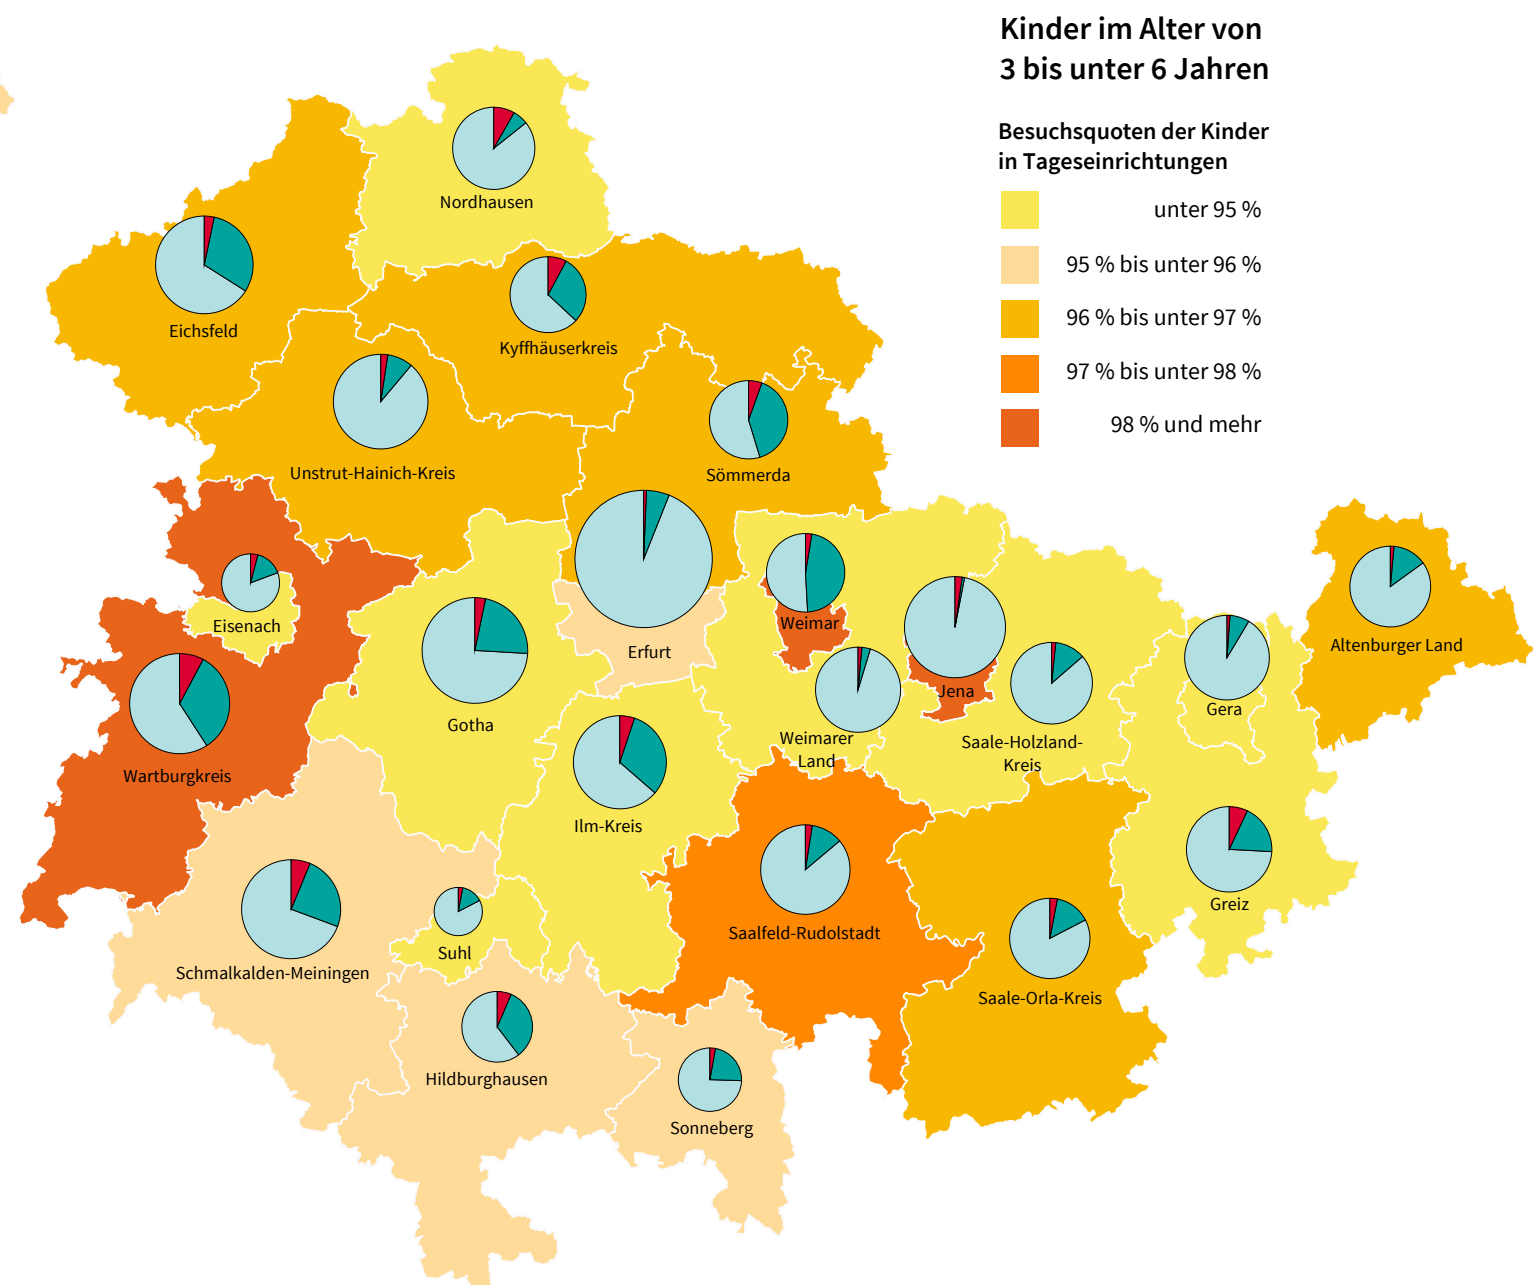 Kinder im Alter von
3 bis unter 6 Jahren
Besuchsquoten der Kinder
in Tageseinrichtungen
unter 95 %
95 % bis unter 96 %
96 % bis unter 97 %
97 % bis unter 98 %
98 % und mehr
Nordhausen
Eichsfeld
Kyffhäuserkreis
Unstrut-Hainich-Kreis
Sömmerda
Eisenach
Weimar
Erfurt
Altenburger Land
Jena
Gera
Gotha
Weimarer
Land
Saale-Holzland-
Kreis
Wartburgkreis
Ilm-Kreis
Greiz
Saalfeld-Rudolstadt
Suhl
Schmalkalden-Meiningen
Saale-Orla-Kreis
Hildburghausen
Sonneberg